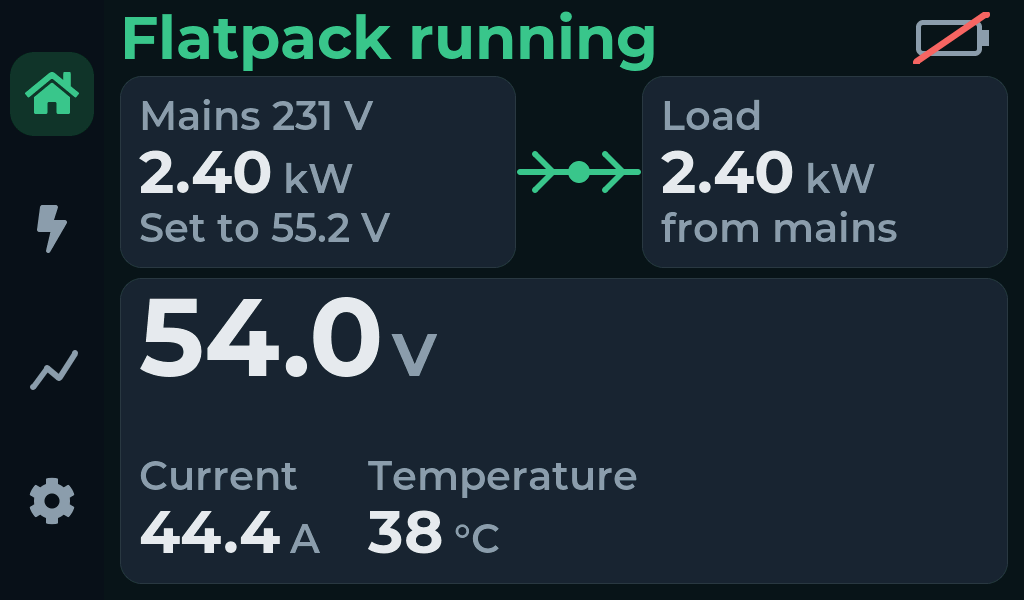 Flatpack running
Mains 231 V
2.40 kW
Set to 55.2 V
Load
2.40 kW
from mains
54.0 V
Current
44.4 A
Temperature
38 °C